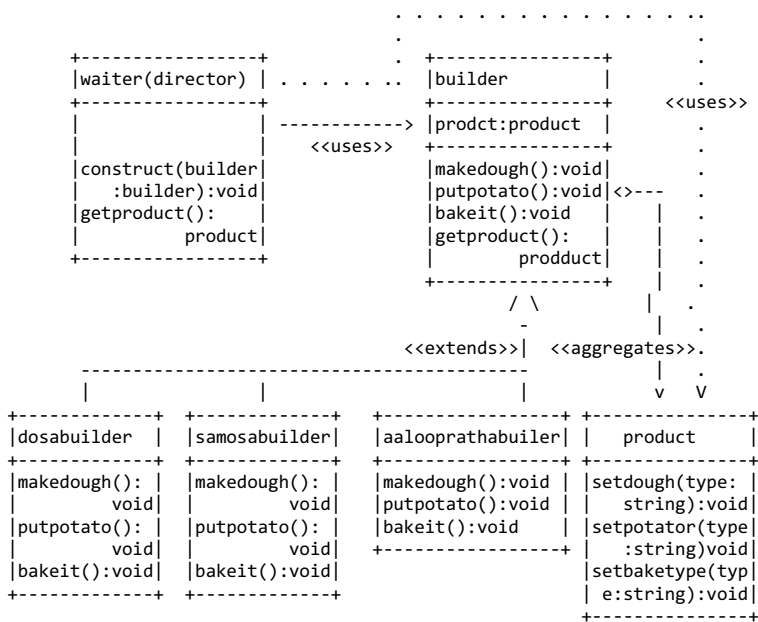 waiter(director)
construct(builder
:builder):void
getproduct():
product
<<uses>>
builder
prodct:product
makedough():void
putpotato():void
bakeit():void
getproduct():
prodduct
<<uses>>
<<extends>>
<<aggregates>>
dosabuilder
makedough():
void
putpotato():
void
bakeit():void
samosabuilder
makedough():
void
putpotato():
void
bakeit():void
aalooprathabuiler
makedough():void
putpotato():void
bakeit():void
product
setdough(type:
string):void
setpotator(type
:string)void
setbaketype(typ
e:string):void